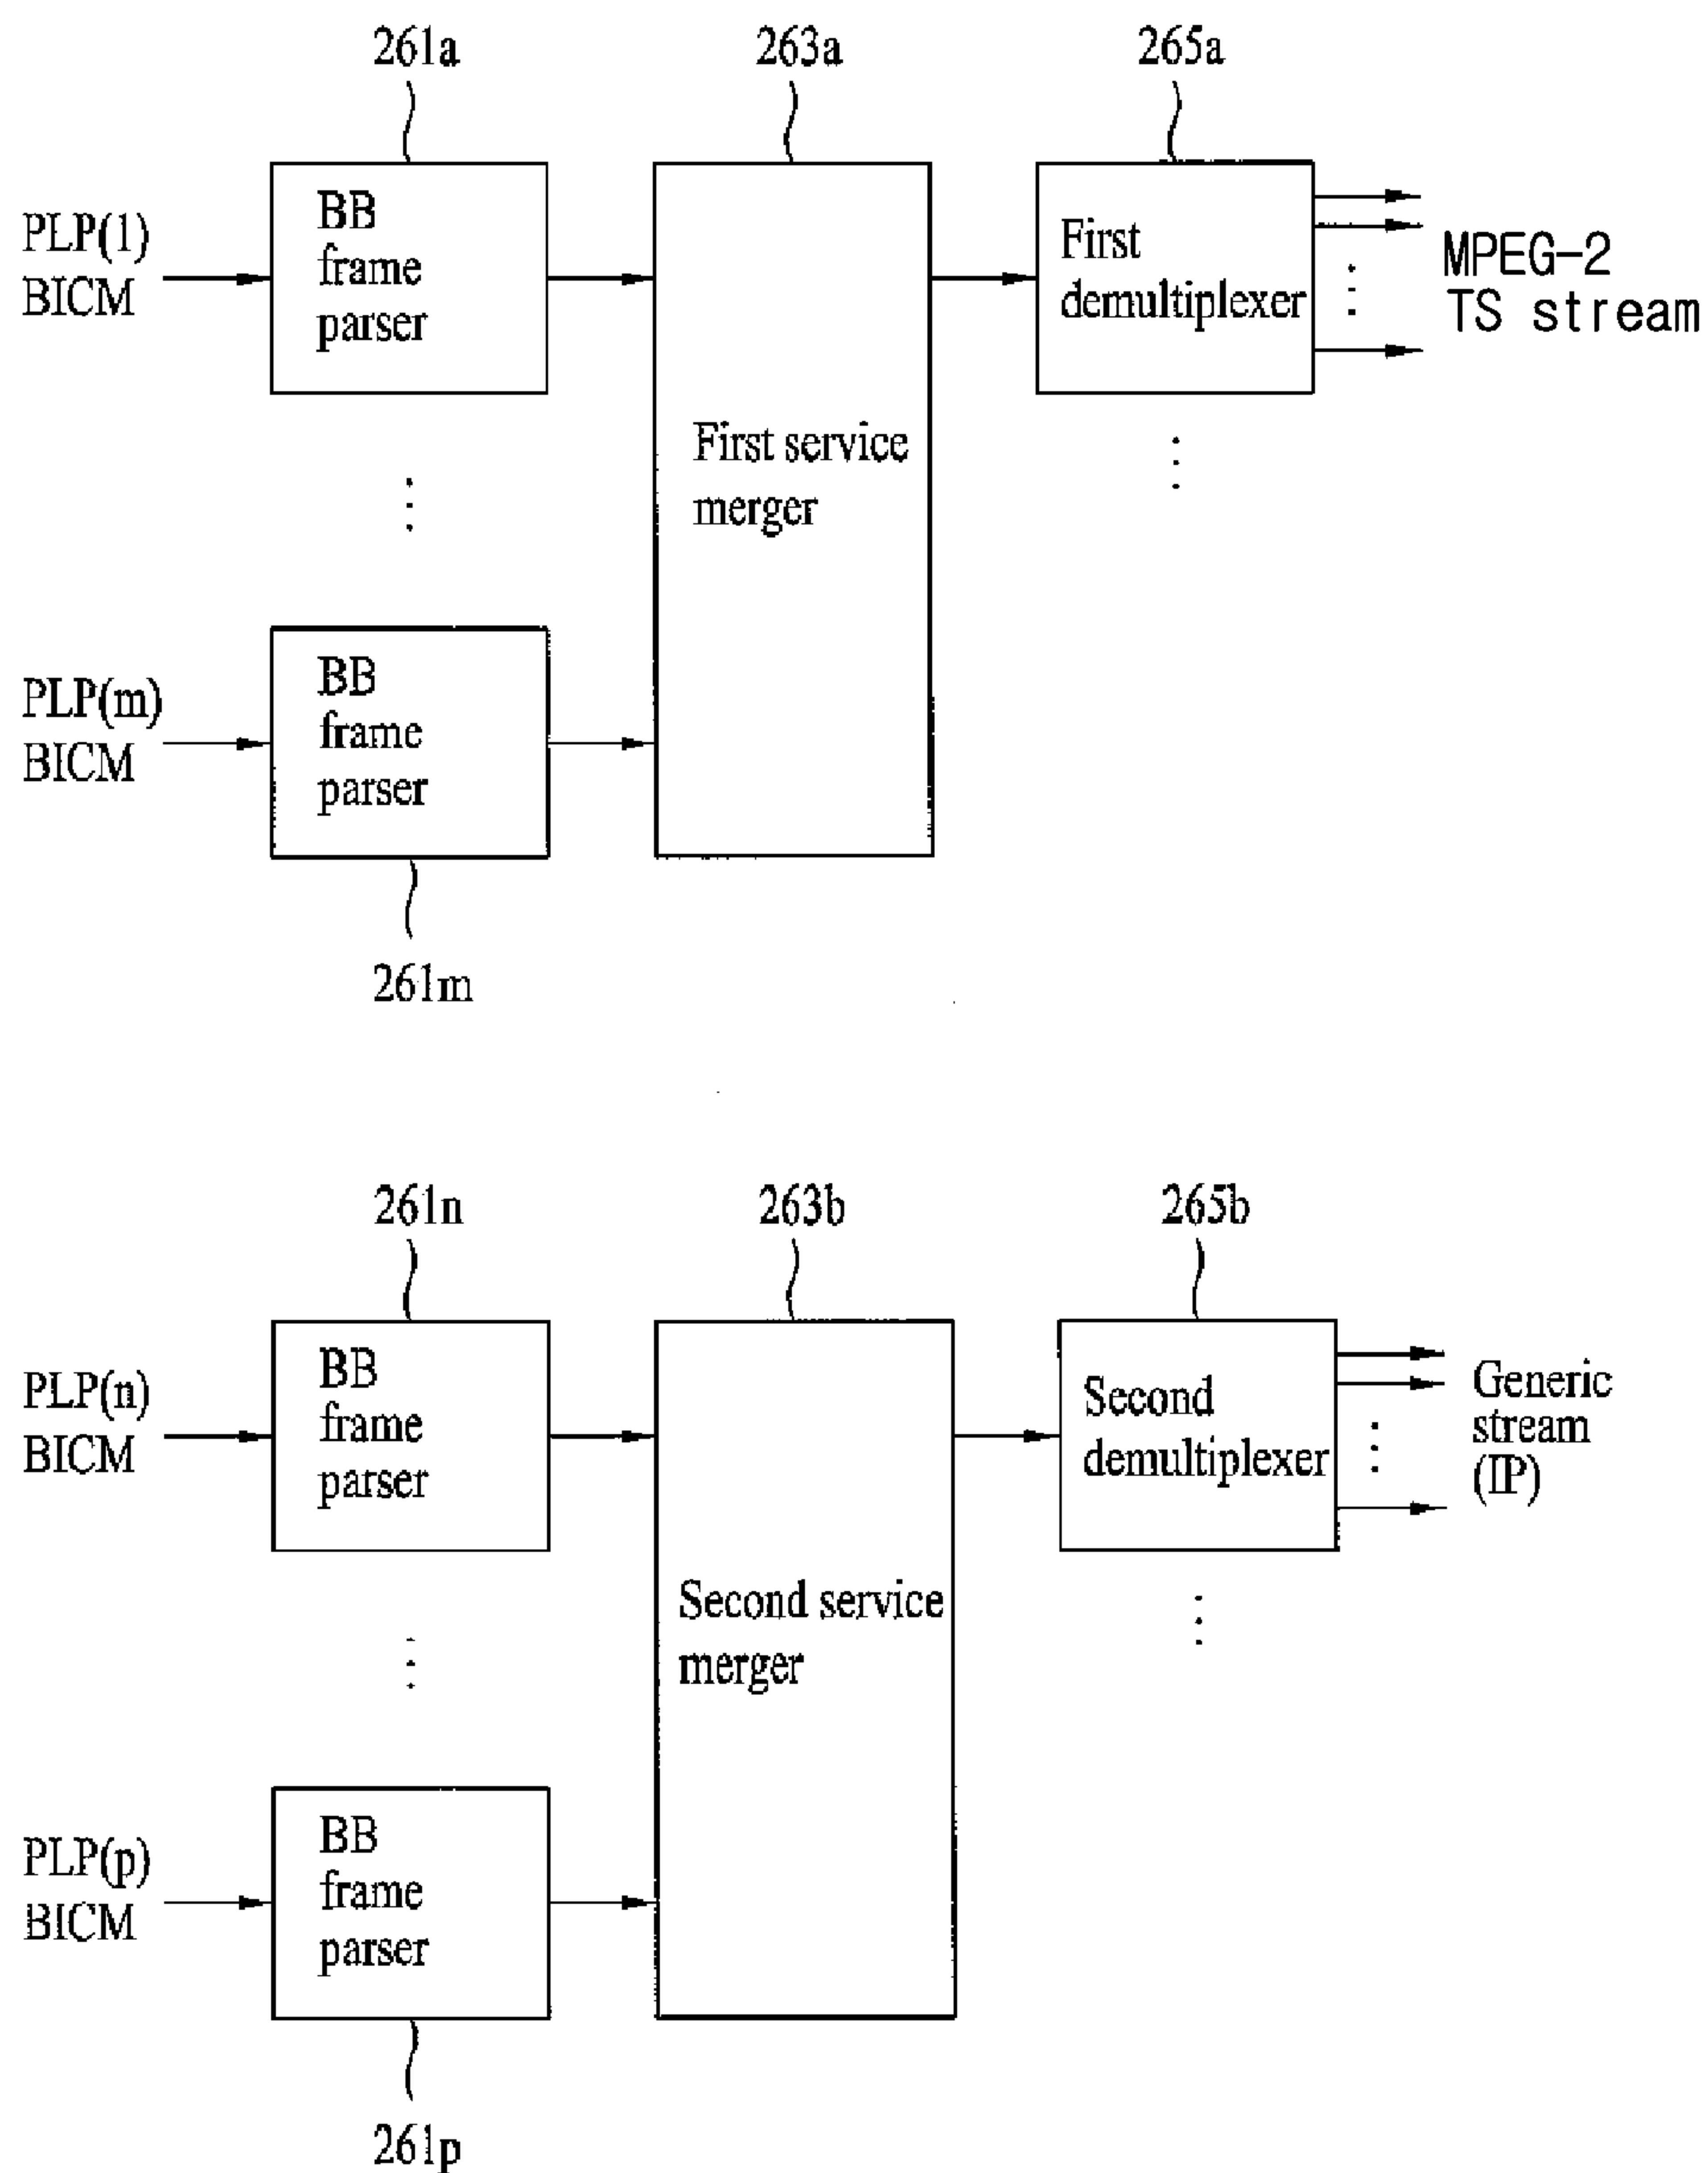 261a
263a
265a
PLP(1)
BICM
BB
frame
parser
First service
merger
First
demultiplexer
MPEG-2
TS stream
PLP(m)
BICM
BB
frame
parser
261m
261n
263b
265b
PLP(n)
BICM
BB
frame
parser
Second service
merger
Second
demultiplexer
Generic
stream
(IP)
PLP(p)
BICM
BB
frame
parser
261p